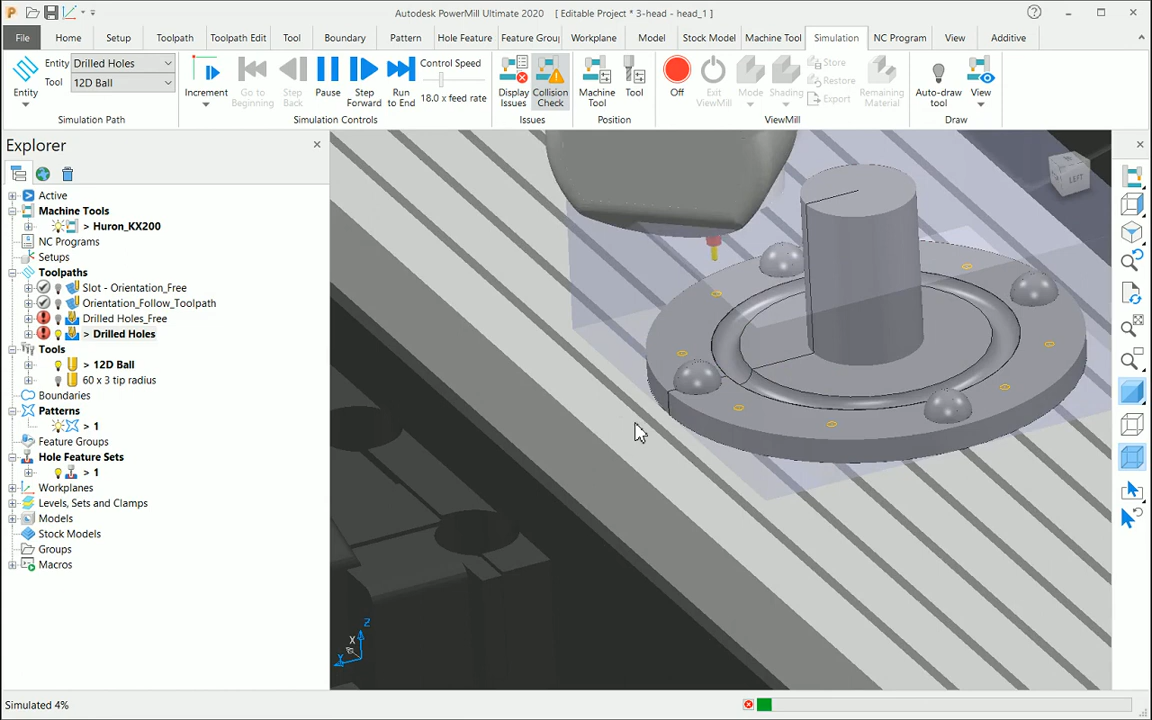 Autodesk PowerMill Ultimate 2020 [ Editable Project * 3-head - head_1 ]
File Home Setup Toolpath Toolpath Edit Tool Boundary Pattern Hole Feature Feature Group Workplane Model Stock Model Machine Tool Simulation NC Program View Additive
Entity
Entity Drilled Holes
Tool 12D Ball
Simulation Path
Increment
Go to Beginning
Step Back
Pause
Step Forward
Run to End
Control Speed
18.0 x feed rate
Simulation Controls
Display Issues
Collision Check
Issues
Machine Tool
Tool
Position
Off
Exit ViewMill
Mode
Shading
Store
Restore
Export
Remaining Material
ViewMill
Auto-draw tool
View
Draw
Explorer
Active
Machine Tools
> Huron_KX200
NC Programs
Setups
Toolpaths
Slot - Orientation_Free
Orientation_Follow_Toolpath
Drilled Holes_Free
> Drilled Holes
Tools
> 12D Ball
60 x 3 tip radius
Boundaries
Patterns
> 1
Feature Groups
Hole Feature Sets
> 1
Workplanes
Levels, Sets and Clamps
Models
Stock Models
Groups
Macros
LEFT
Z
X
Y
Simulated 4%